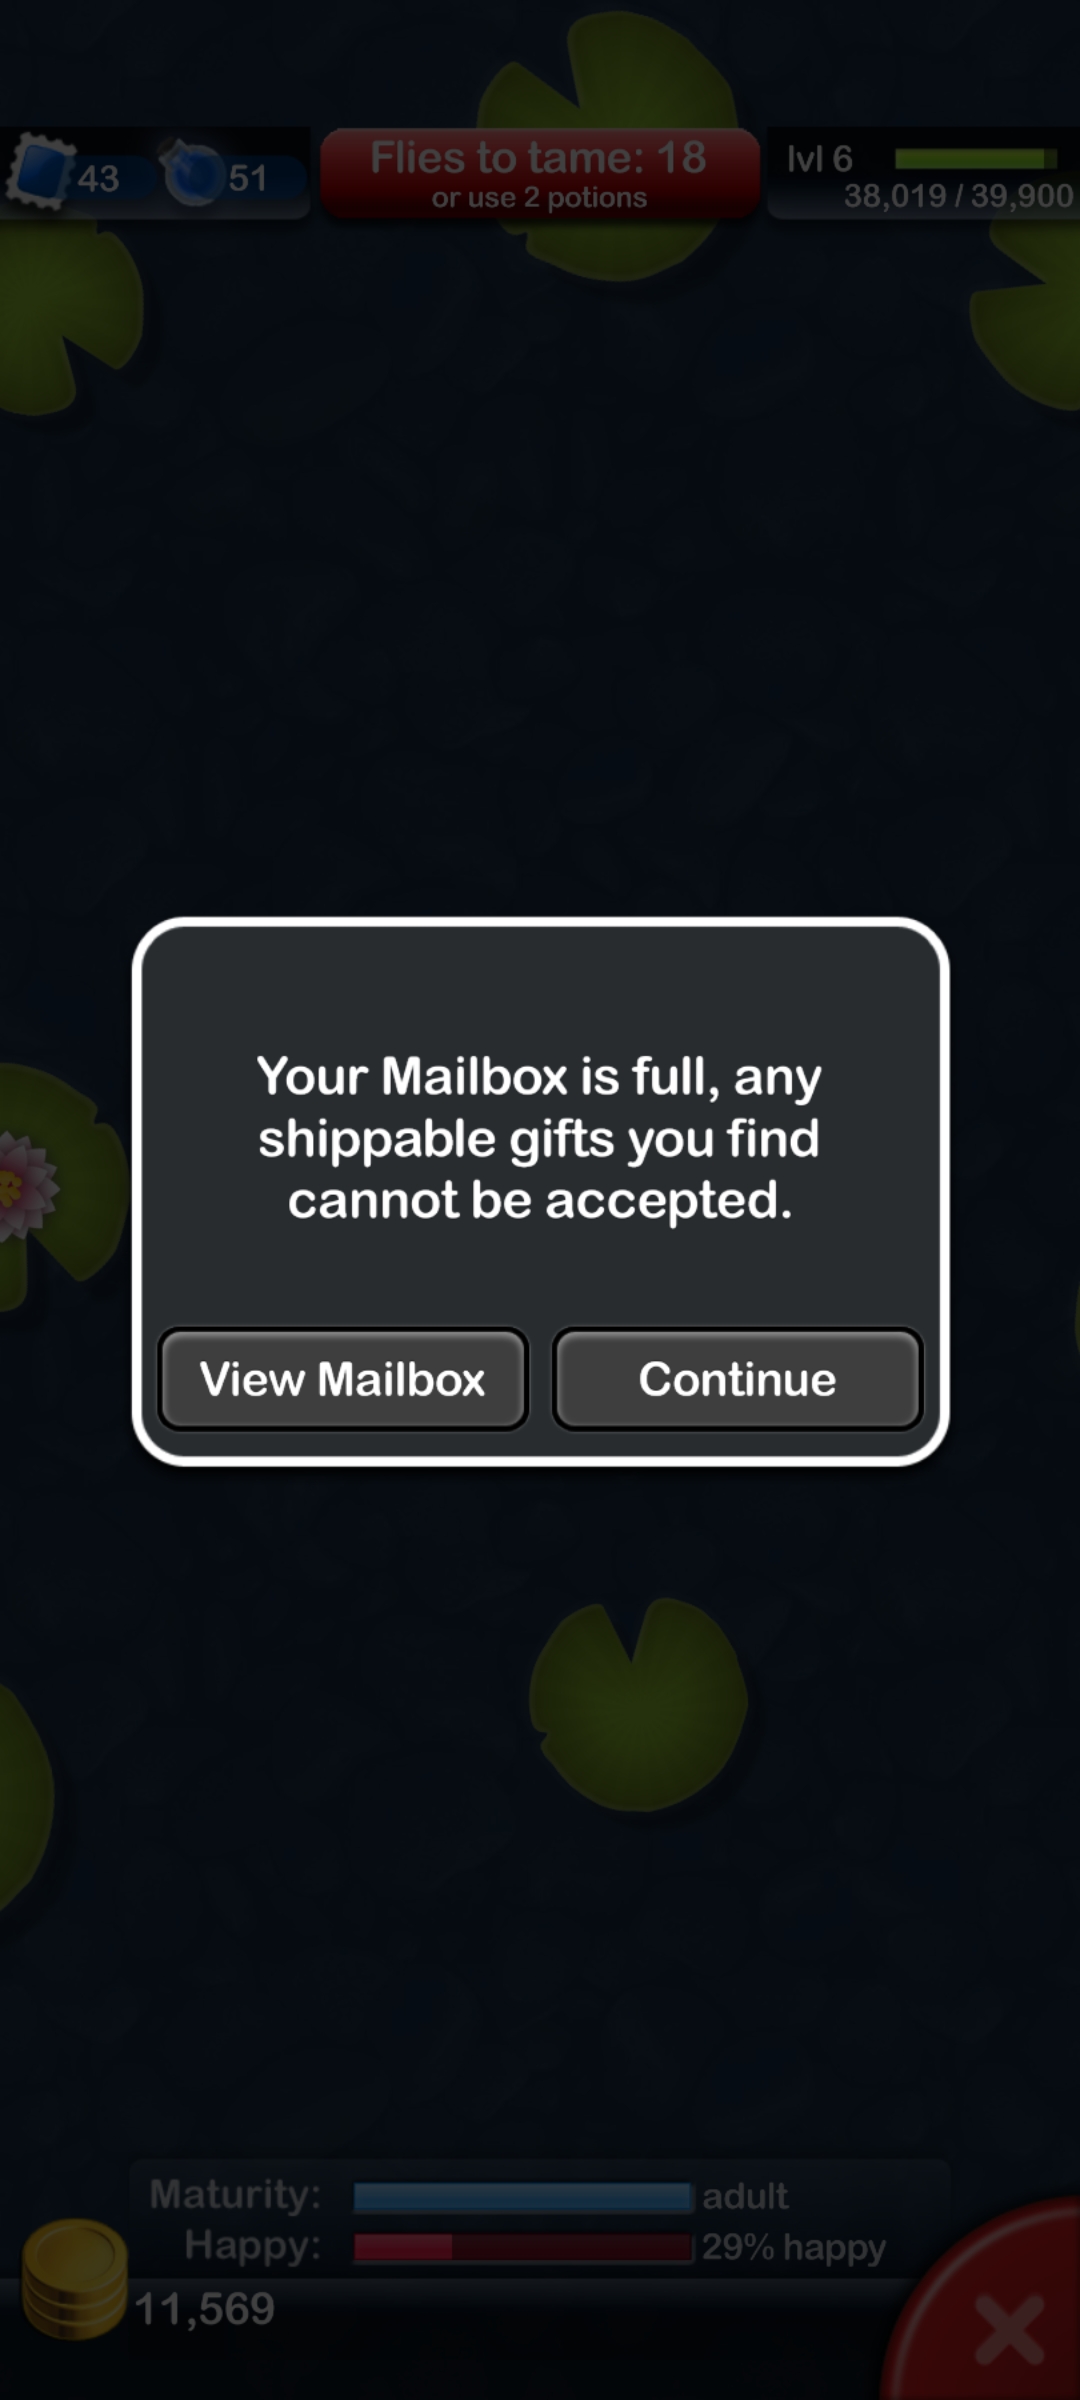 43
51
Flies to tame: 18
or use 2 potions
lvl 6
38,019 / 39,900
Your Mailbox is full, any
shippable gifts you find
cannot be accepted.
View Mailbox
Continue
Maturity:
adult
Happy:
29% happy
11,569